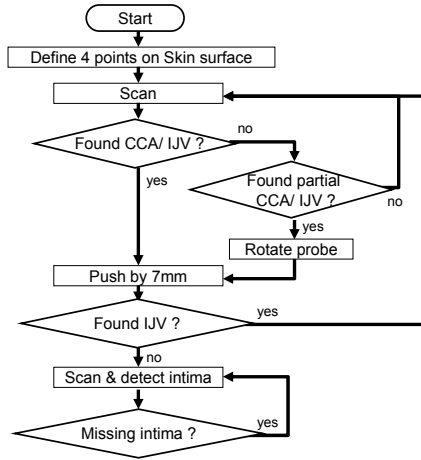 Start
Define 4 points on Skin surface
Scan
Found CCA/ IJV ?
no
yes
Found partial
CCA/ IJV ?
no
yes
Rotate probe
Push by 7mm
Found IJV ?
yes
no
Scan & detect intima
Missing intima ?
yes